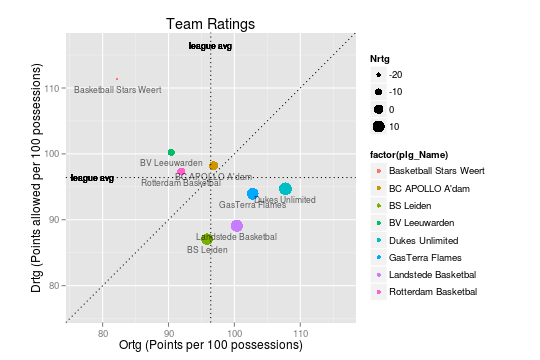 Team Ratings
league avg
110
Basketball Stars Weert
100
BV Leeuwarden
BC APOLLO A'dam
league avg
Rotterdam Basketbal
Dukes Unlimited
GasTerra Flames
90
Landstede Basketbal
BS Leiden
80
80 90 100 110
Ortg (Points per 100 possessions)
Drtg (Points allowed per 100 possessions)
Nrtg
-20
-10
0
10
factor(plg_Name)
Basketball Stars Weert
BC APOLLO A'dam
BS Leiden
BV Leeuwarden
Dukes Unlimited
GasTerra Flames
Landstede Basketbal
Rotterdam Basketbal